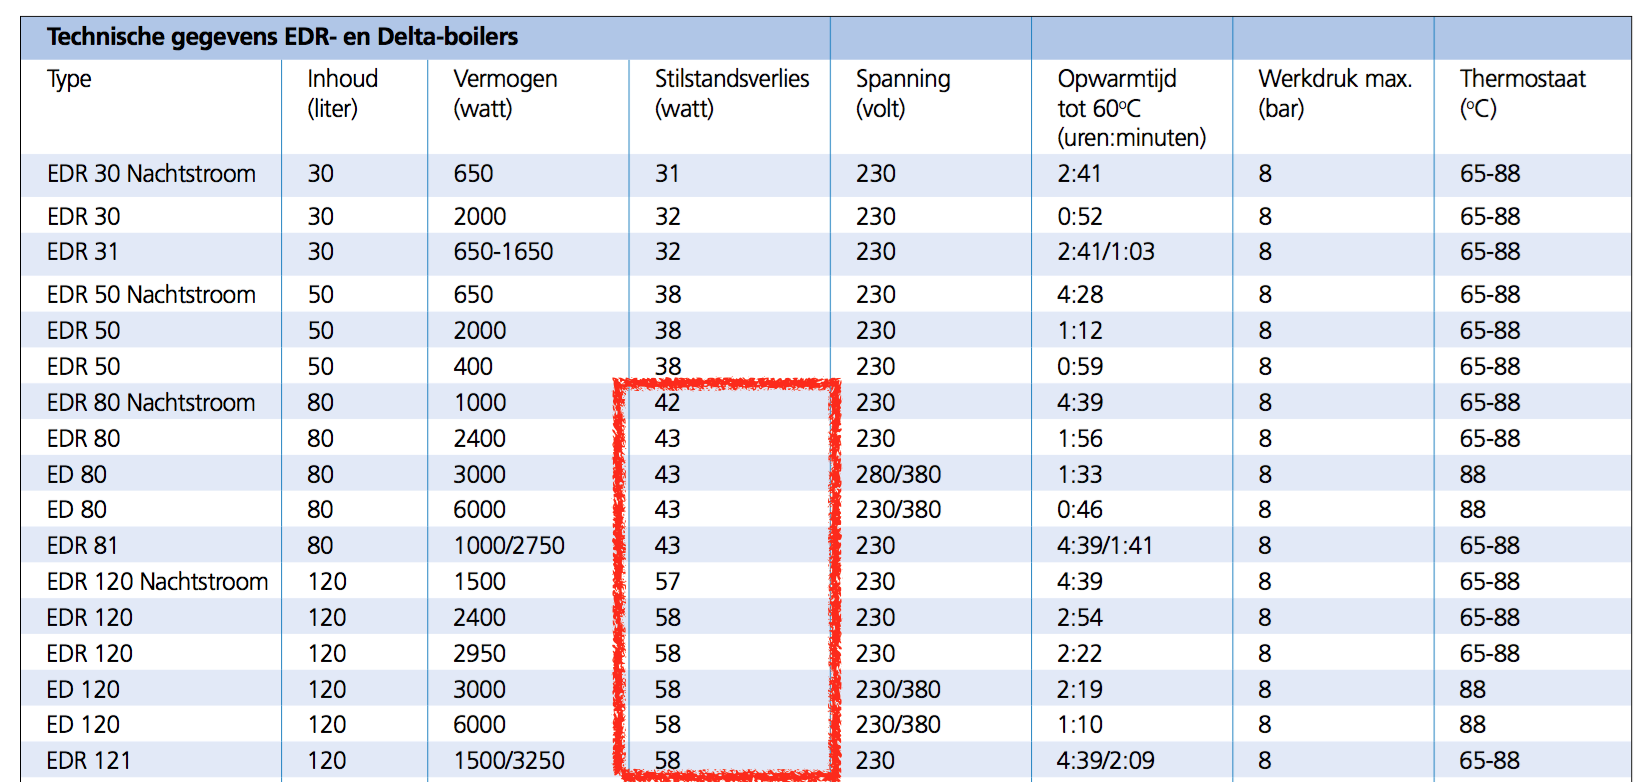 Technische gegevens EDR- en Delta-boilers
Type Inhoud (liter) Vermogen (watt) Stilstandsverlies (watt) Spanning (volt) Opwarmtijd tot 60°C (uren:minuten) Werkdruk max. (bar) Thermostaat (°C)
EDR 30 Nachtstroom 30 650 31 230 2:41 8 65-88
EDR 30 30 2000 32 230 0:52 8 65-88
EDR 31 30 650-1650 32 230 2:41/1:03 8 65-88
EDR 50 Nachtstroom 50 650 38 230 4:28 8 65-88
EDR 50 50 2000 38 230 1:12 8 65-88
EDR 50 50 400 38 230 0:59 8 65-88
EDR 80 Nachtstroom 80 1000 42 230 4:39 8 65-88
EDR 80 80 2400 43 230 1:56 8 65-88
ED 80 80 3000 43 280/380 1:33 8 88
ED 80 80 6000 43 230/380 0:46 8 88
EDR 81 80 1000/2750 43 230 4:39/1:41 8 65-88
EDR 120 Nachtstroom 120 1500 57 230 4:39 8 65-88
EDR 120 120 2400 58 230 2:54 8 65-88
EDR 120 120 2950 58 230 2:22 8 65-88
ED 120 120 3000 58 230/380 2:19 8 88
ED 120 120 6000 58 230/380 1:10 8 88
EDR 121 120 1500/3250 58 230 4:39/2:09 8 65-88